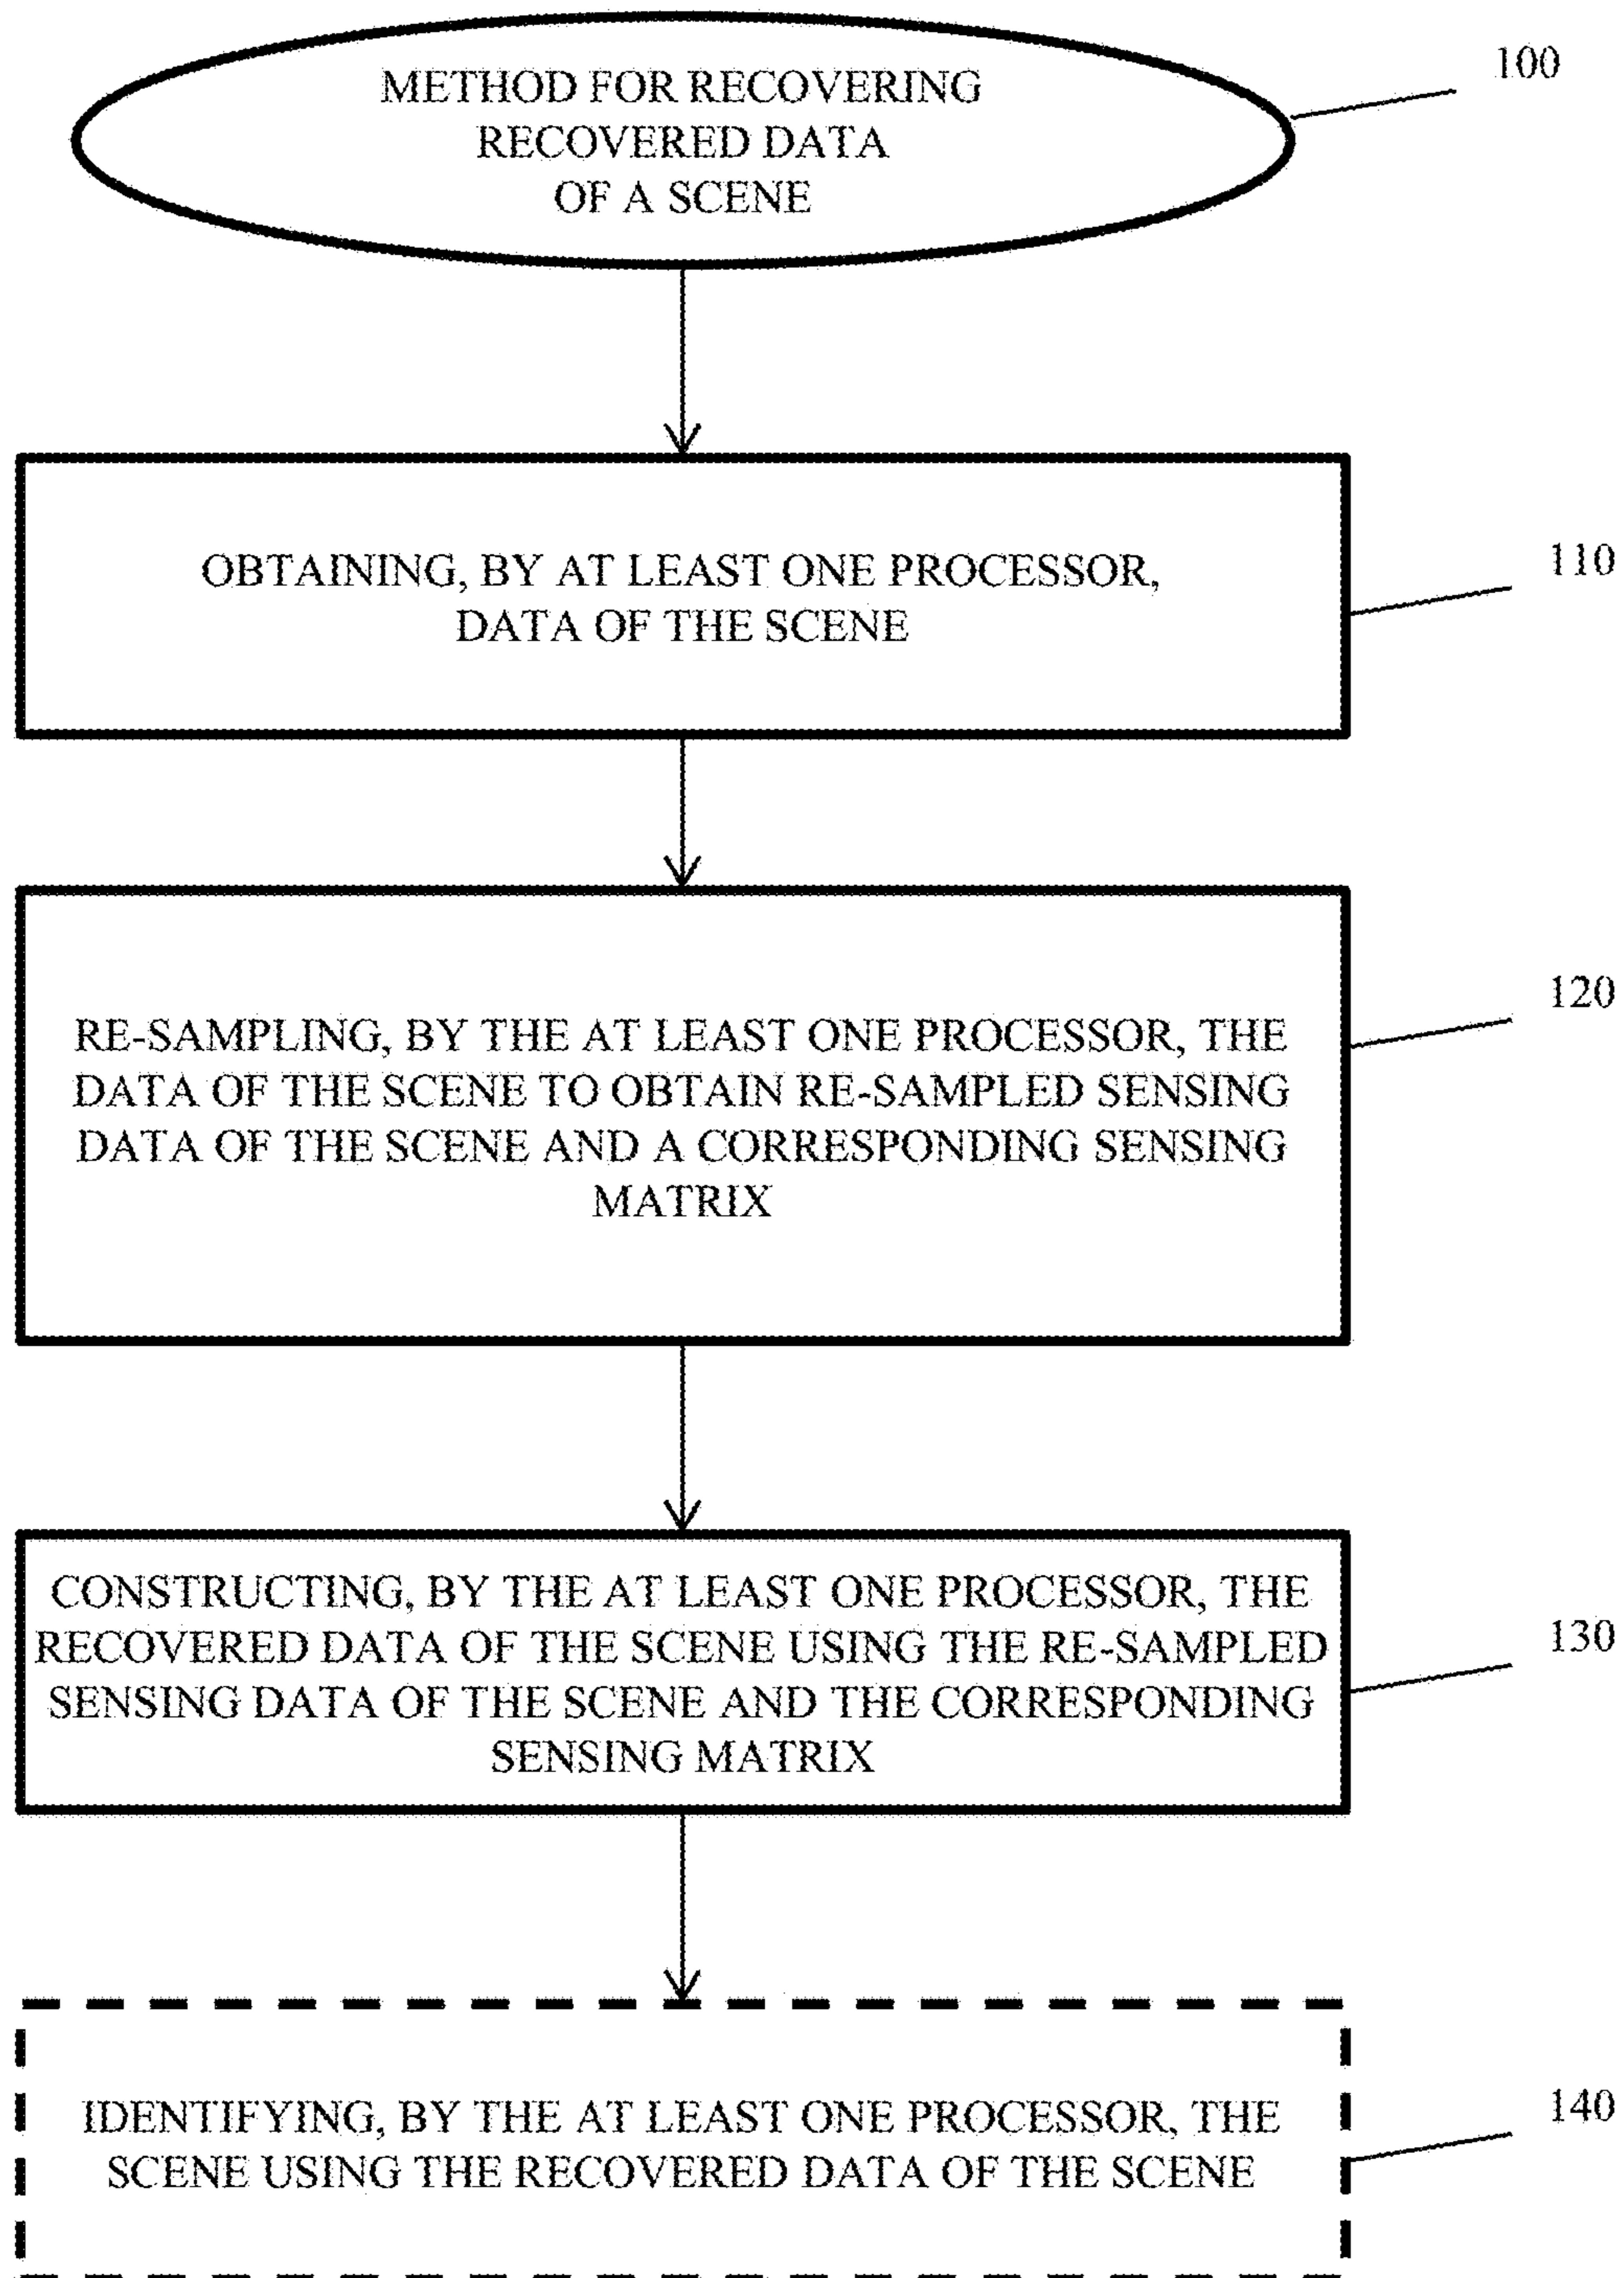 METHOD FOR RECOVERING
RECOVERED DATA
OF A SCENE
100
OBTAINING, BY AT LEAST ONE PROCESSOR,
DATA OF THE SCENE
110
RE-SAMPLING, BY THE AT LEAST ONE PROCESSOR, THE
DATA OF THE SCENE TO OBTAIN RE-SAMPLED SENSING
DATA OF THE SCENE AND A CORRESPONDING SENSING
MATRIX
120
CONSTRUCTING, BY THE AT LEAST ONE PROCESSOR, THE
RECOVERED DATA OF THE SCENE USING THE RE-SAMPLED
SENSING DATA OF THE SCENE AND THE CORRESPONDING
SENSING MATRIX
130
IDENTIFYING, BY THE AT LEAST ONE PROCESSOR, THE
SCENE USING THE RECOVERED DATA OF THE SCENE
140